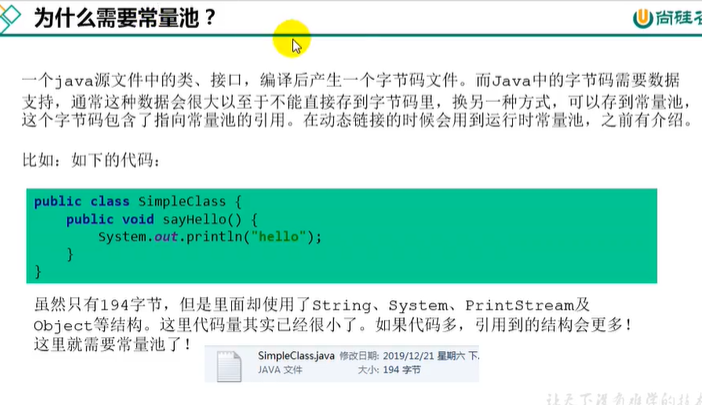 为什么需要常量池？
尚硅谷
一个java源文件中的类、接口，编译后产生一个字节码文件。而Java中的字节码需要数据
支持，通常这种数据会很大以至于不能直接存到字节码里，换另一种方式，可以存到常量池，
这个字节码包含了指向常量池的引用。在动态链接的时候会用到运行时常量池，之前有介绍。
比如：如下的代码：
public class SimpleClass {
    public void sayHello() {
        System.out.println("hello");
    }
}
虽然只有194字节，但是里面却使用了String、System、PrintStream及
Object等结构。这里代码量其实已经很小了。如果代码多，引用到的结构会更多！
这里就需要常量池了！
SimpleClass.java 修改日期: 2019/12/21 星期六 下..
JAVA 文件 大小: 194 字节
让天下没有难学的技术